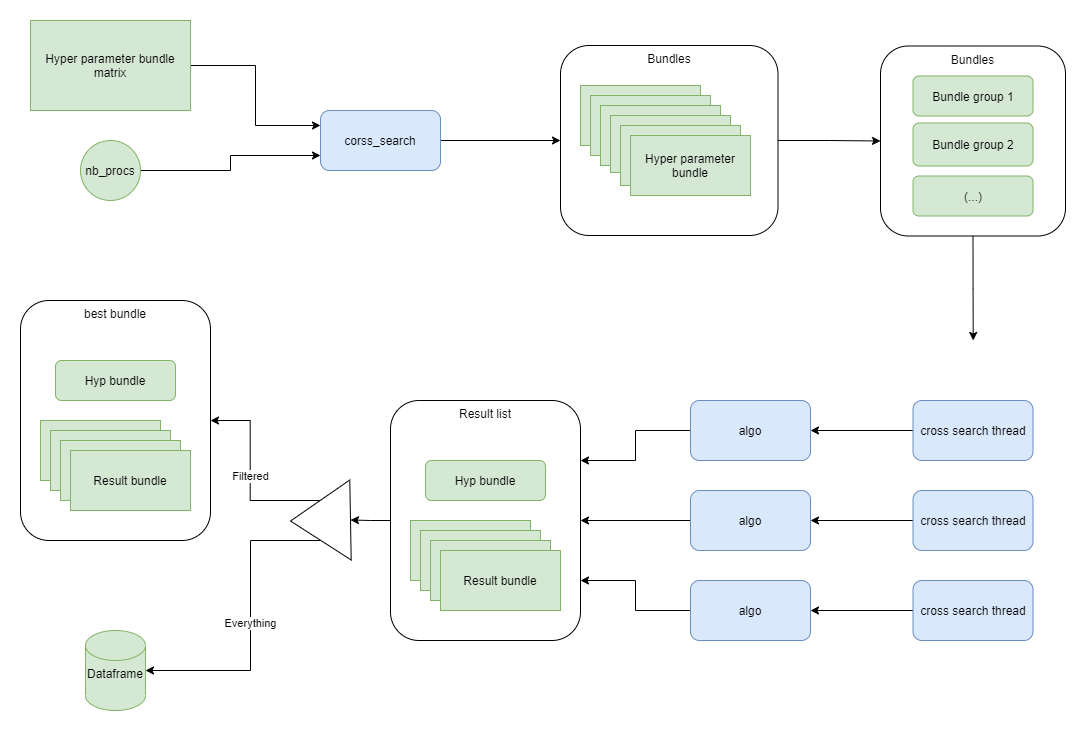 Hyper parameter bundle
matrix
nb_procs
corss_search
Bundles
Hyper parameter
bundle
Bundles
Bundle group 1
Bundle group 2
(...)
best bundle
Hyp bundle
Result bundle
Filtered
Everything
Dataframe
Result list
Hyp bundle
Result bundle
algo
cross search thread
algo
cross search thread
algo
cross search thread